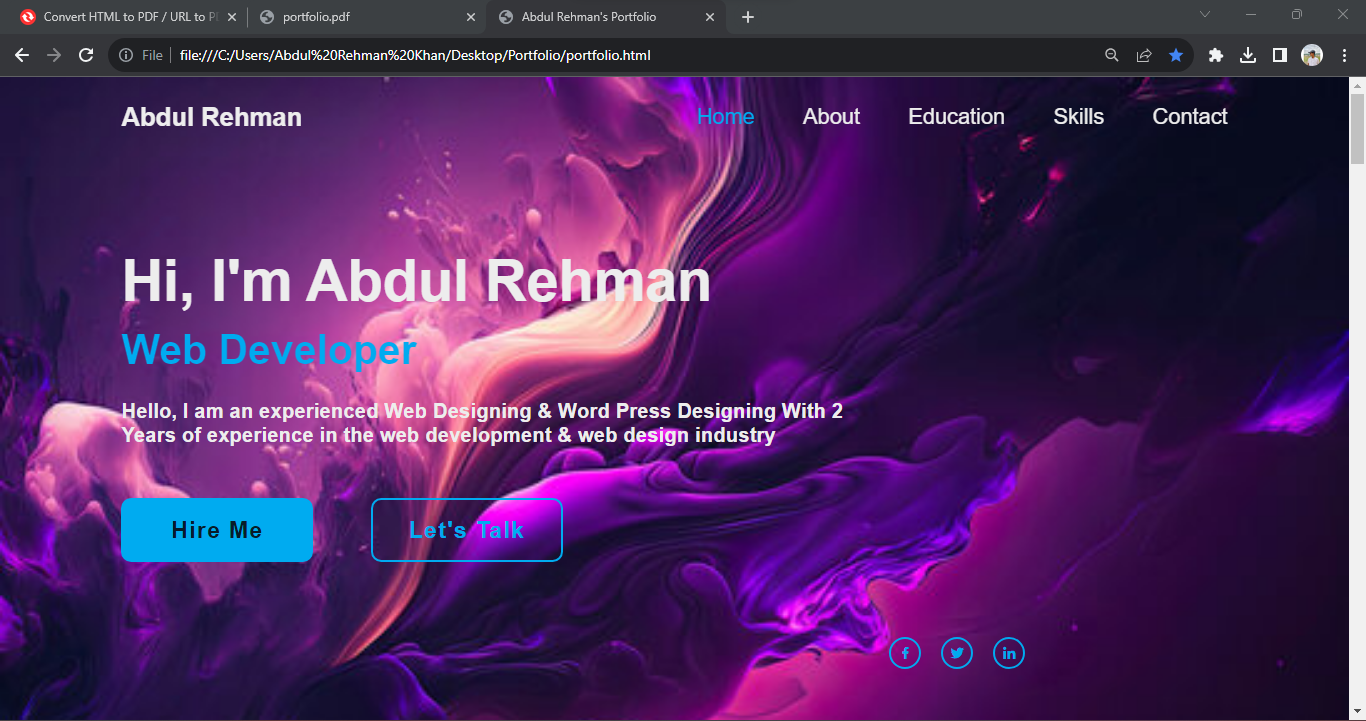 Convert HTML to PDF / URL to P
portfolio.pdf
Abdul Rehman's Portfolio
File
file:///C:/Users/Abdul%20Rehman%20Khan/Desktop/Portfolio/portfolio.html
Abdul Rehman
Home About Education Skills Contact
Hi, I'm Abdul Rehman
Web Developer
Hello, I am an experienced Web Designing & Word Press Designing With 2
Years of experience in the web development & web design industry
Hire Me
Let's Talk